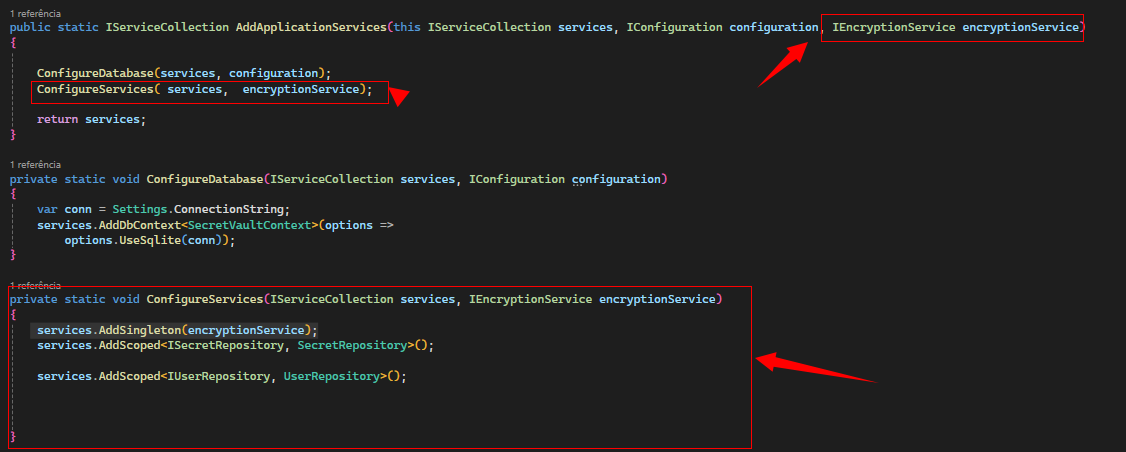 1 referência
public static IServiceCollection AddApplicationServices(this IServiceCollection services, IConfiguration configuration, IEncryptionService encryptionService)
{
ConfigureDatabase(services, configuration);
ConfigureServices( services,  encryptionService);
return services;
}
1 referência
private static void ConfigureDatabase(IServiceCollection services, IConfiguration configuration)
{
var conn = Settings.ConnectionString;
services.AddDbContext<SecretVaultContext>(options =>
options.UseSqlite(conn));
}
1 referência
private static void ConfigureServices(IServiceCollection services, IEncryptionService encryptionService)
{
services.AddSingleton(encryptionService);
services.AddScoped<ISecretRepository, SecretRepository>();
services.AddScoped<IUserRepository, UserRepository>();
}